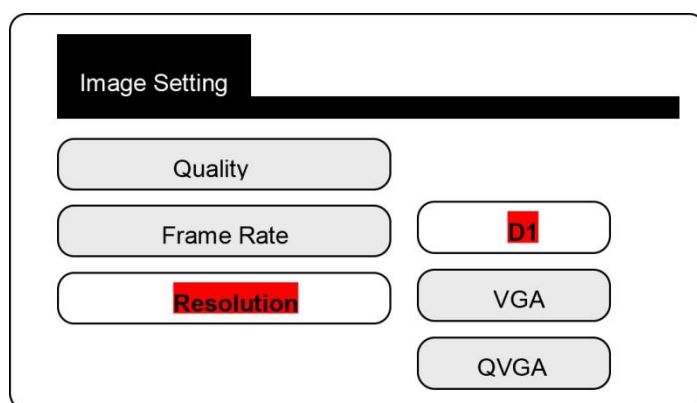 Image Setting
Quality
Frame Rate
Resolution
D1
VGA
QVGA